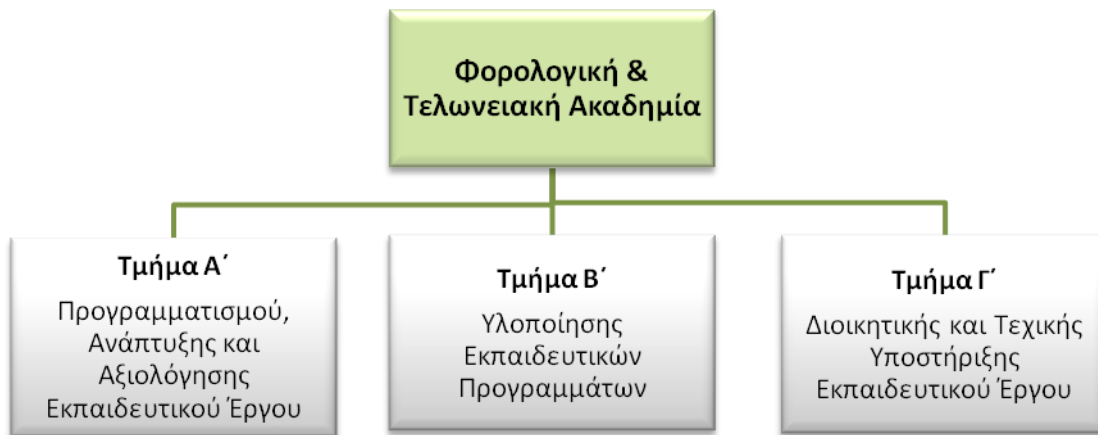 Φορολογική &
Τελωνειακή Ακαδημία
Τμήμα Α΄
Προγραμματισμού,
Ανάπτυξης και
Αξιολόγησης
Εκπαιδευτικού Έργου
Τμήμα Β΄
Υλοποίησης
Εκπαιδευτικών
Προγραμμάτων
Τμήμα Γ΄
Διοικητικής και Τεχικής
Υποστήριξης
Εκπαιδευτικού Έργου